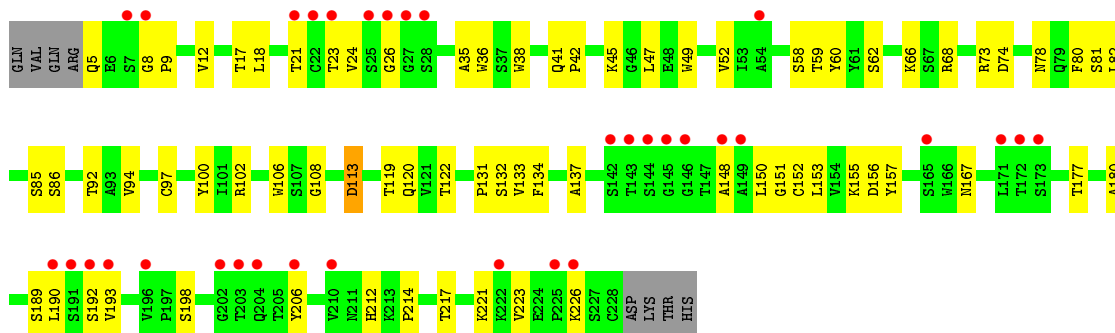 GLN VAL GLN ARG Q5 E6 S7 G8 P9 V12 T17 L18 T21 C22 T23 V24 S25 G26 G27 S28 A35 W36 S37 W38 Q41 P42 K45 G46 L47 E48 W49 V52 I53 A54 S58 T59 Y60 Y61 S62 K66 S67 R68 R73 D74 N78 Q79 F80 S81 L82
S85 S86 T92 A93 V94 C97 Y100 I101 R102 W106 S107 G108 D113 T119 Q120 V121 T122 P131 S132 V133 F134 A137 S142 T143 S144 G145 G146 T147 A148 A149 L150 G151 C152 L153 V154 K155 D156 Y157 S165 W166 N167 L171 T172 S173 T177 A180
S189 L190 S191 S192 V193 V196 P197 S198 G202 T203 Q204 T205 Y206 V210 N211 H212 K213 P214 T217 K221 K222 V223 E224 P225 K226 S227 C228 ASP LYS THR HIS